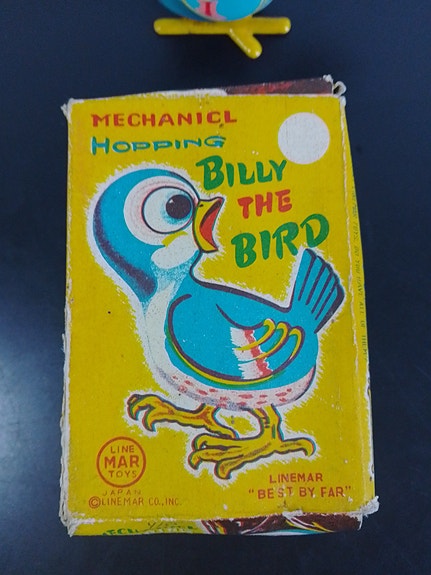 MECHANICL
HOPPING
BILLY
THE
BIRD
LINE
MAR
TOYS
JAPAN
©LINEMAR CO., INC.
LINEMAR
"BEST BY FAR"